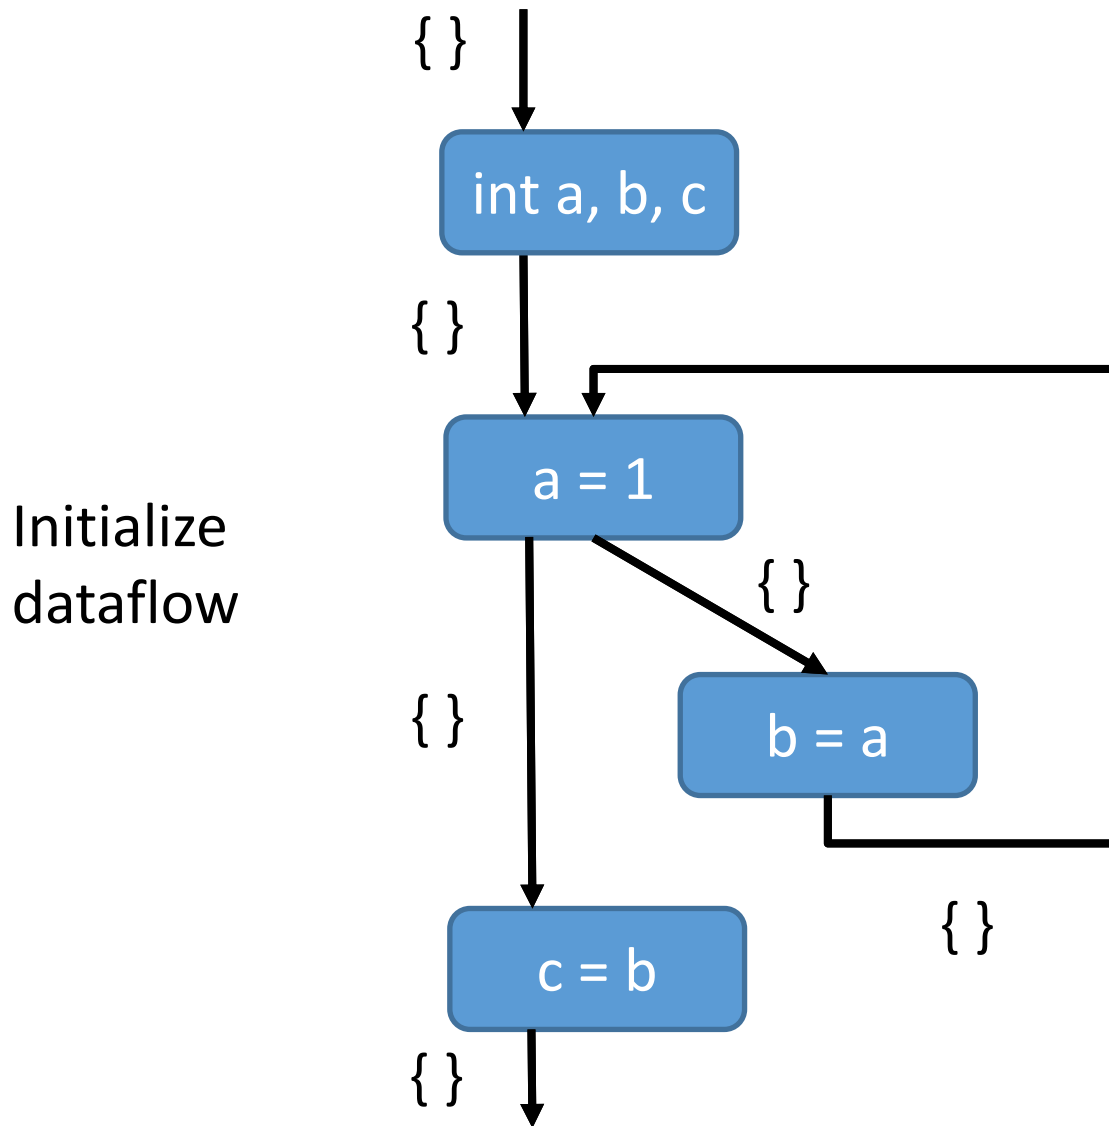 { }
int a, b, c
{ }
a = 1
Initialize
dataflow
{ }
{ }
b = a
{ }
c = b
{ }